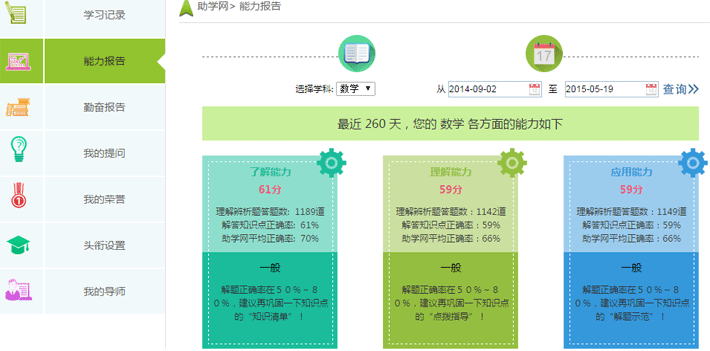 学习记录
能力报告
勤奋报告
我的提问
我的荣誉
头衔设置
我的导师
助学网> 能力报告
17
选择学科: 数学 从 2014-09-02 至 2015-05-19 查询
最近 260 天，您的 数学 各方面的能力如下
了解能力
61分
理解辨析题答题数: 1189道
解答知识点正确率: 61%
助学网平均正确率: 70%
一般
解题正确率在５０％～８
０％，建议再巩固一下知识点
的“知识清单”！
理解能力
59分
理解辨析题答题数：1142道
解答知识点正确率：59%
助学网平均正确率：66%
一般
解题正确率在５０％～８
０％，建议再巩固一下知识点
的“点拨指导”！
应用能力
59分
理解辨析题答题数：1149道
解答知识点正确率：59%
助学网平均正确率：66%
一般
解题正确率在５０％～８
０％，建议再巩固一下知识点
的“解题示范”！